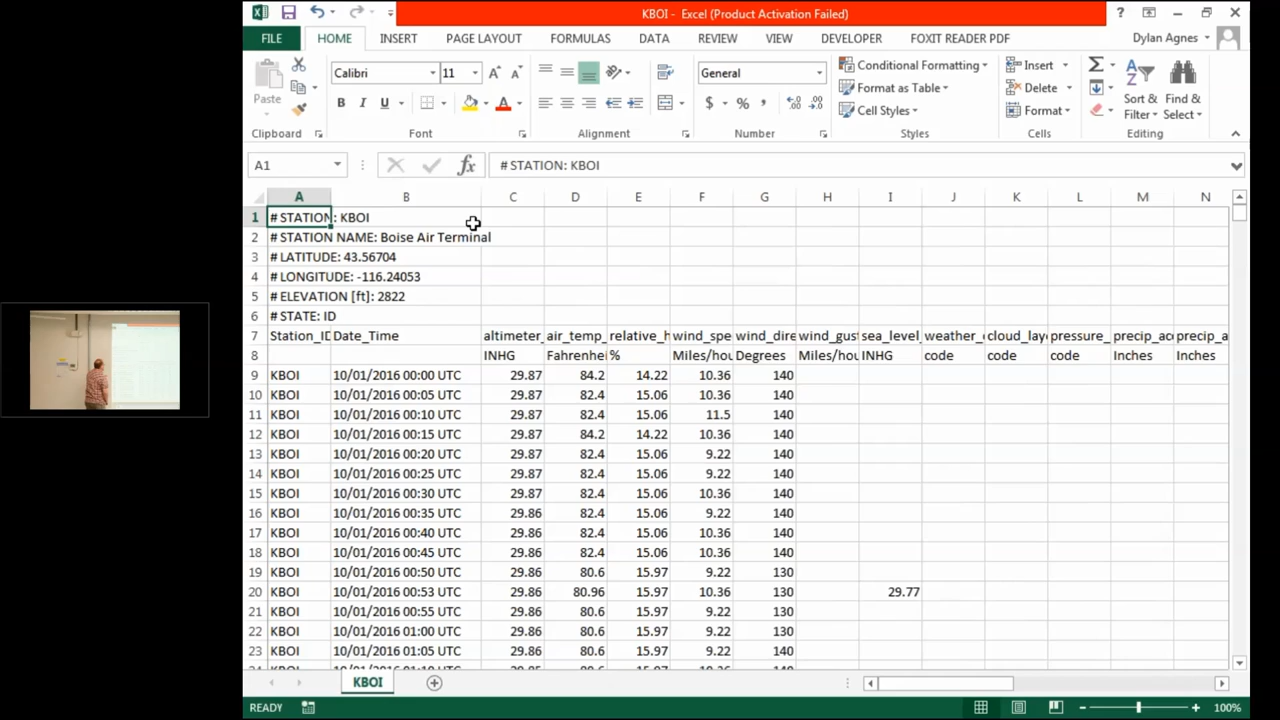 KBOI - Excel (Product Activation Failed)
FILE HOME INSERT PAGE LAYOUT FORMULAS DATA REVIEW VIEW DEVELOPER FOXIT READER PDF Dylan Agnes
Paste Calibri 11 B I U General $ % Conditional Formatting Format as Table Cell Styles Insert Delete Format Sort & Filter Find & Select
Clipboard Font Alignment Number Styles Cells Editing
A1 fx # STATION: KBOI
A B C D E F G H I J K L M N
1 # STATION: KBOI
2 # STATION NAME: Boise Air Terminal
3 # LATITUDE: 43.56704
4 # LONGITUDE: -116.24053
5 # ELEVATION [ft]: 2822
6 # STATE: ID
7 Station_ID Date_Time altimeter_ air_temp_ relative_h wind_spe wind_dire wind_gust sea_level_ weather_ cloud_lay pressure_ precip_ac precip_a
8 INHG Fahrenhei % Miles/hou Degrees Miles/hou INHG code code code Inches Inches
9 KBOI 10/01/2016 00:00 UTC 29.87 84.2 14.22 10.36 140
10 KBOI 10/01/2016 00:05 UTC 29.87 82.4 15.06 10.36 140
11 KBOI 10/01/2016 00:10 UTC 29.87 82.4 15.06 11.5 140
12 KBOI 10/01/2016 00:15 UTC 29.87 84.2 14.22 10.36 140
13 KBOI 10/01/2016 00:20 UTC 29.87 82.4 15.06 9.22 140
14 KBOI 10/01/2016 00:25 UTC 29.87 82.4 15.06 9.22 140
15 KBOI 10/01/2016 00:30 UTC 29.87 82.4 15.06 10.36 140
16 KBOI 10/01/2016 00:35 UTC 29.86 82.4 15.06 9.22 140
17 KBOI 10/01/2016 00:40 UTC 29.86 82.4 15.06 10.36 140
18 KBOI 10/01/2016 00:45 UTC 29.86 82.4 15.06 10.36 140
19 KBOI 10/01/2016 00:50 UTC 29.86 80.6 15.97 9.22 130
20 KBOI 10/01/2016 00:53 UTC 29.86 80.96 15.97 10.36 130 29.77
21 KBOI 10/01/2016 00:55 UTC 29.86 80.6 15.97 9.22 130
22 KBOI 10/01/2016 01:00 UTC 29.86 80.6 15.97 9.22 130
23 KBOI 10/01/2016 01:05 UTC 29.86 80.6 15.97 9.22 140
KBOI
READY 100%